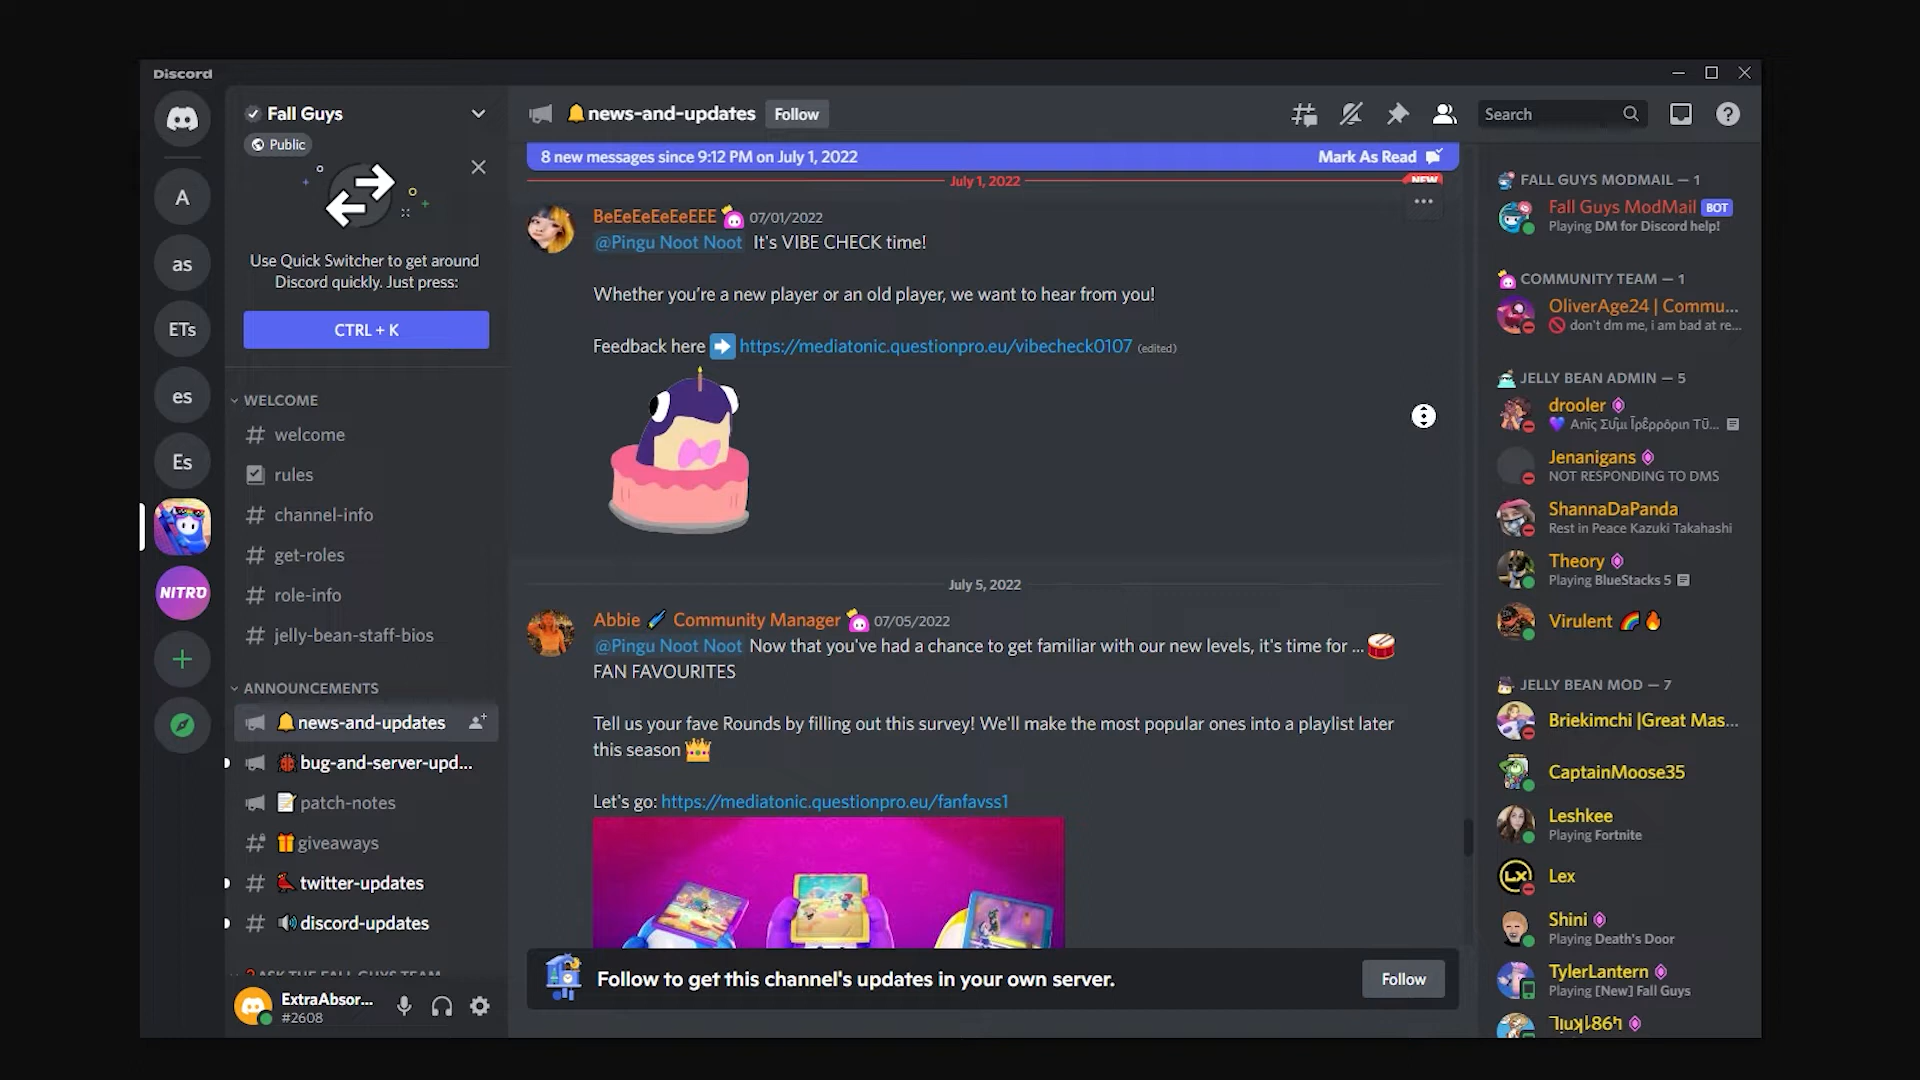 Discord
A
as
ETs
es
Es
NITRO
Fall Guys
Public
Use Quick Switcher to get around
Discord quickly. Just press:
CTRL + K
WELCOME
welcome
rules
channel-info
get-roles
role-info
jelly-bean-staff-bios
ANNOUNCEMENTS
news-and-updates
bug-and-server-upd...
patch-notes
giveaways
twitter-updates
discord-updates
ASK THE FALL GUYS TEAM
ExtraAbsor...
#2608
news-and-updates
Follow
Search
8 new messages since 9:12 PM on July 1, 2022
Mark As Read
July 1, 2022
NEW
BeEeEeEeEeEEE 07/01/2022
@Pingu Noot Noot It's VIBE CHECK time!
Whether you're a new player or an old player, we want to hear from you!
Feedback here ➡ https://mediatonic.questionpro.eu/vibecheck0107 (edited)
July 5, 2022
Abbie Community Manager 07/05/2022
@Pingu Noot Noot Now that you've had a chance to get familiar with our new levels, it's time for ...
FAN FAVOURITES
Tell us your fave Rounds by filling out this survey! We'll make the most popular ones into a playlist later
this season
Let's go: https://mediatonic.questionpro.eu/fanfavss1
Follow to get this channel's updates in your own server.
Follow
FALL GUYS MODMAIL — 1
Fall Guys ModMail BOT
Playing DM for Discord help!
COMMUNITY TEAM — 1
OliverAge24 | Commu...
don't dm me, i am bad at re...
JELLY BEAN ADMIN — 5
drooler
Jenanigans
NOT RESPONDING TO DMS
ShannaDaPanda
Rest in Peace Kazuki Takahashi
Theory
Playing BlueStacks 5
Virulent
JELLY BEAN MOD — 7
Briekimchi |Great Mas...
CaptainMoose35
Leshkee
Playing Fortnite
LX
Lex
Shini
Playing Death's Door
TylerLantern
Playing [New] Fall Guys